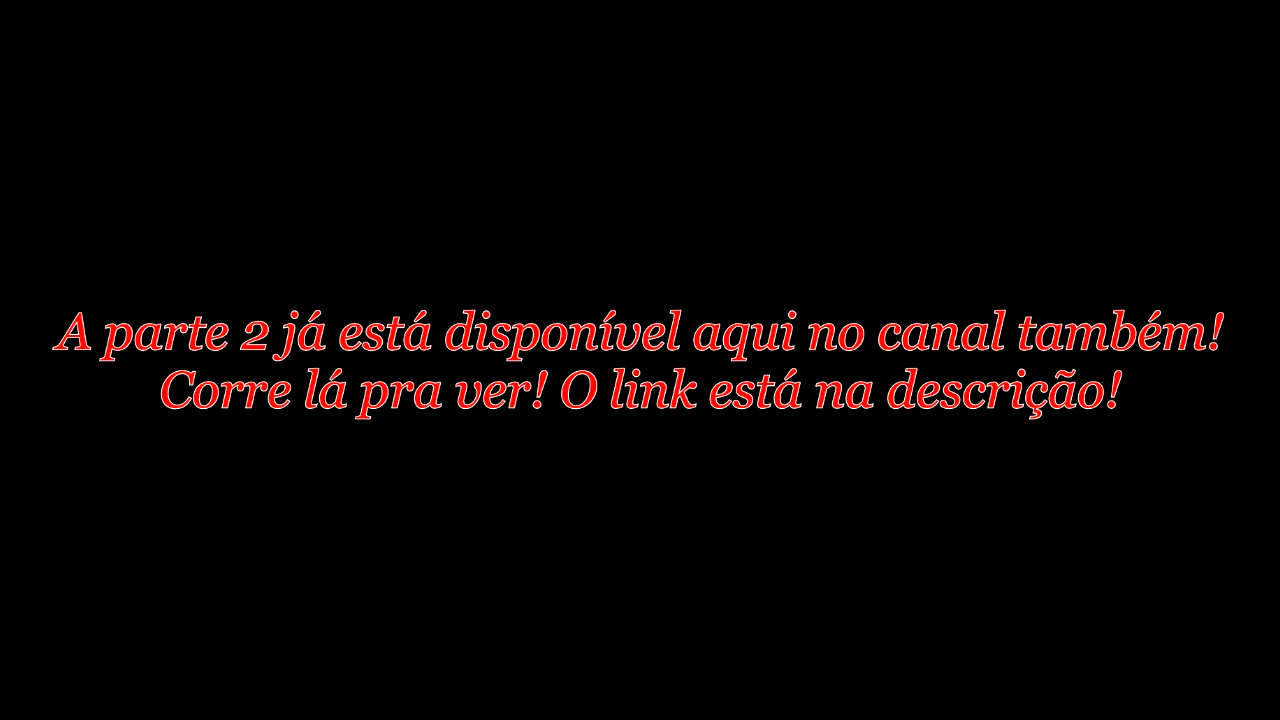 A parte 2 já está disponível aqui no canal também!
Corre lá pra ver! O link está na descrição!